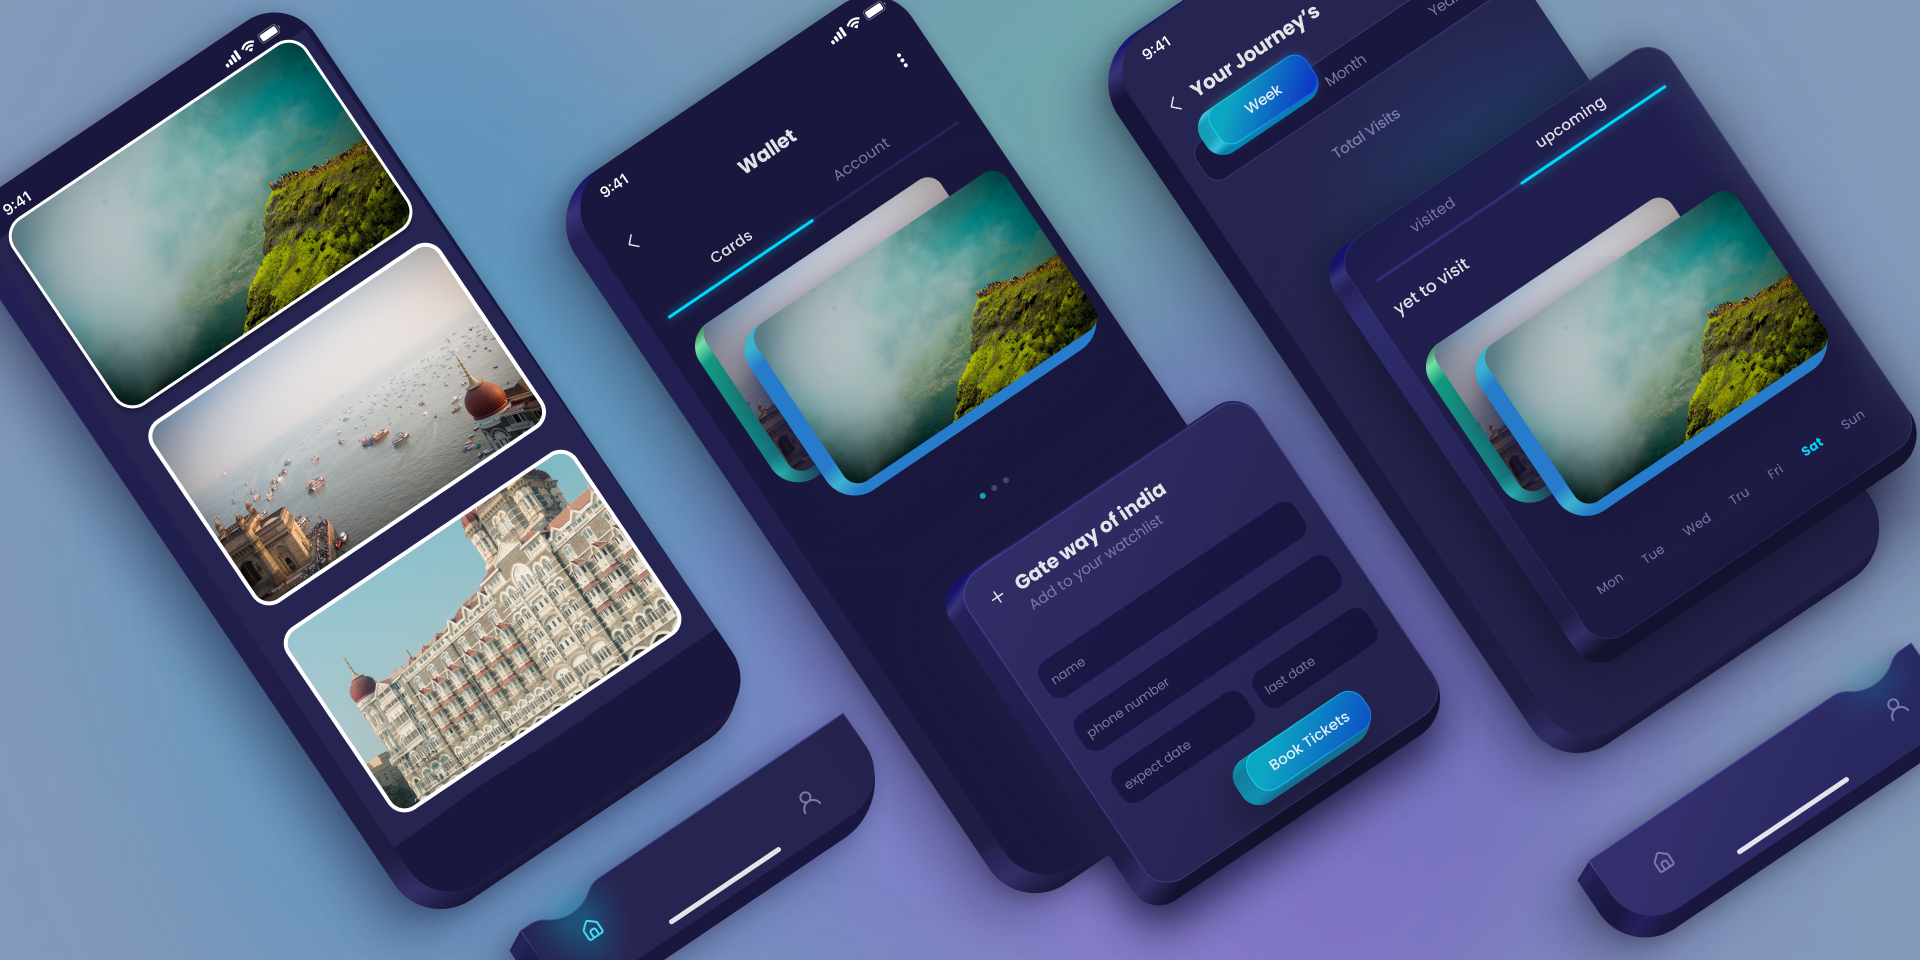 9:41
9:41
Wallet
Cards
Account
Gate way of india
Add to your watchlist
name
phone number
expect date
last date
Book Tickets
9:41
Your Journey's
Week
Month
Total Visits
visited
upcoming
yet to visit
Mon Tue Wed Tru Fri Sat Sun